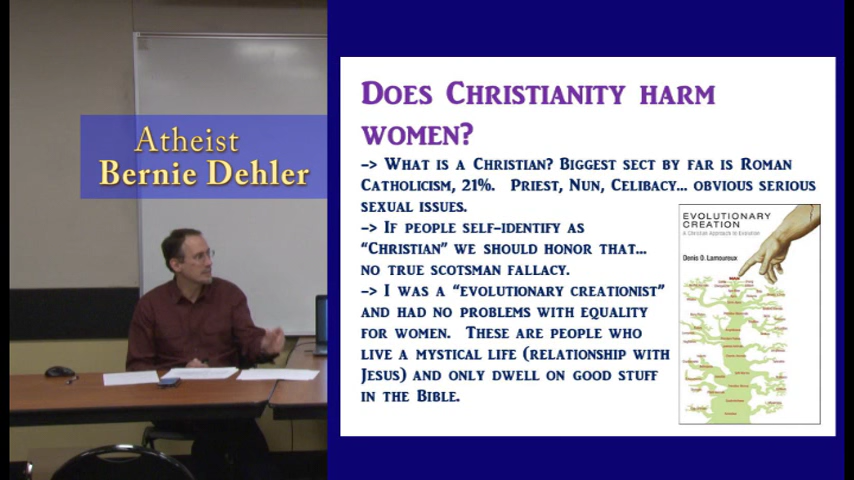 Atheist
Bernie Dehler
Does Christianity harm
women?
-> What is a Christian? Biggest sect by far is Roman
Catholicism, 21%. Priest, Nun, Celibacy... obvious serious
sexual issues.
-> If people self-identify as
"Christian" we should honor that...
no true scotsman fallacy.
-> I was a "evolutionary creationist"
and had no problems with equality
for women. These are people who
live a mystical life (relationship with
Jesus) and only dwell on good stuff
in the Bible.
EVOLUTIONARY
CREATION
A Christian Approach to Evolution
Denis O. Lamoureux